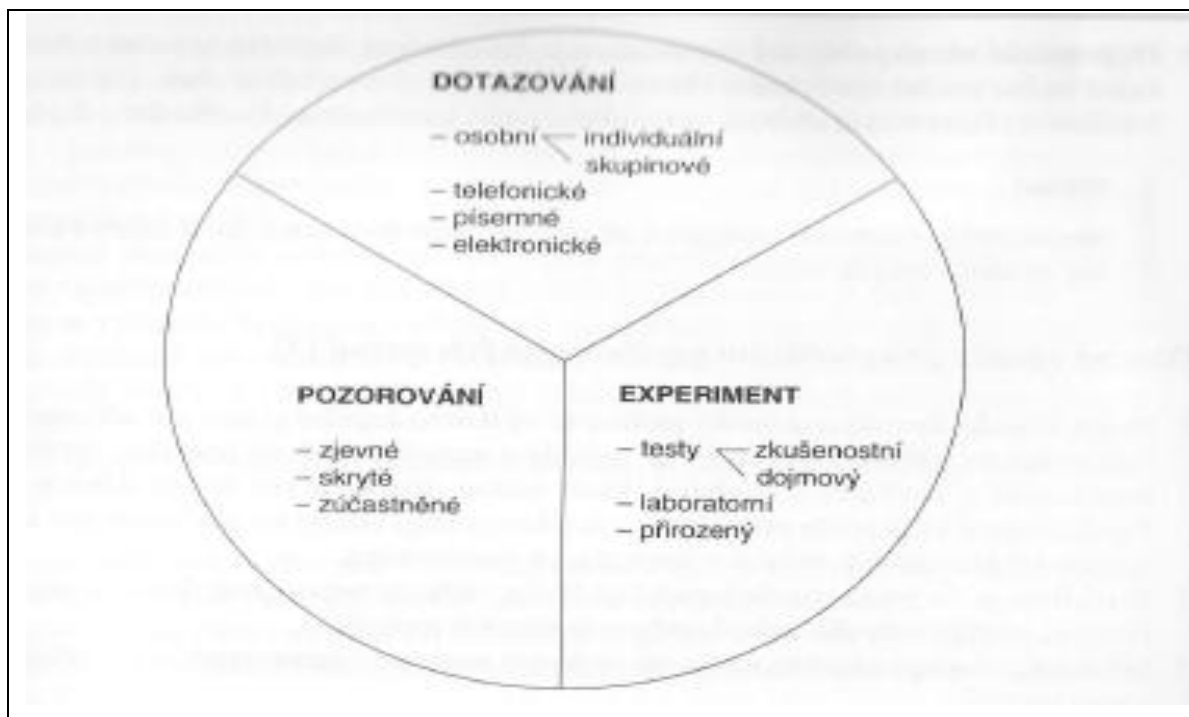 DOTAZOVÁNÍ
– osobní individuální
skupinové
– telefonické
– písemné
– elektronické
POZOROVÁNÍ
– zjevné
– skryté
– zúčastněné
EXPERIMENT
– testy zkušenostní
dojmový
– laboratorní
– přirozený